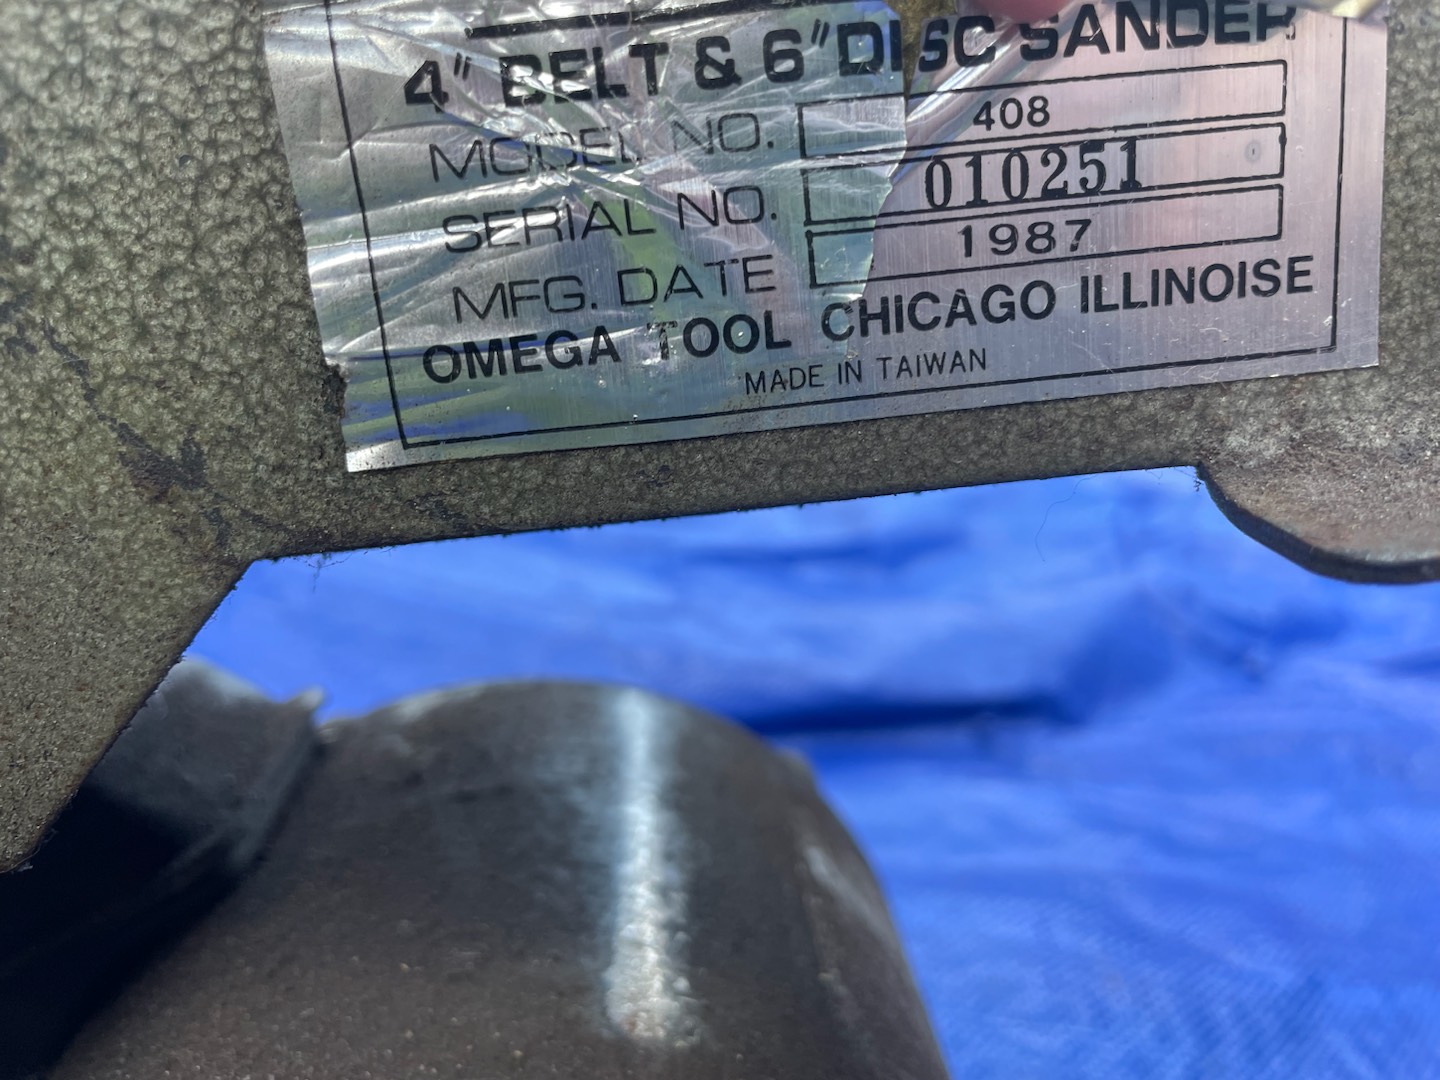 4" BELT & 6" DISC SANDER
MODEL NO. 408
SERIAL NO. 010251
MFG. DATE 1987
OMEGA TOOL CHICAGO ILLINOISE
MADE IN TAIWAN